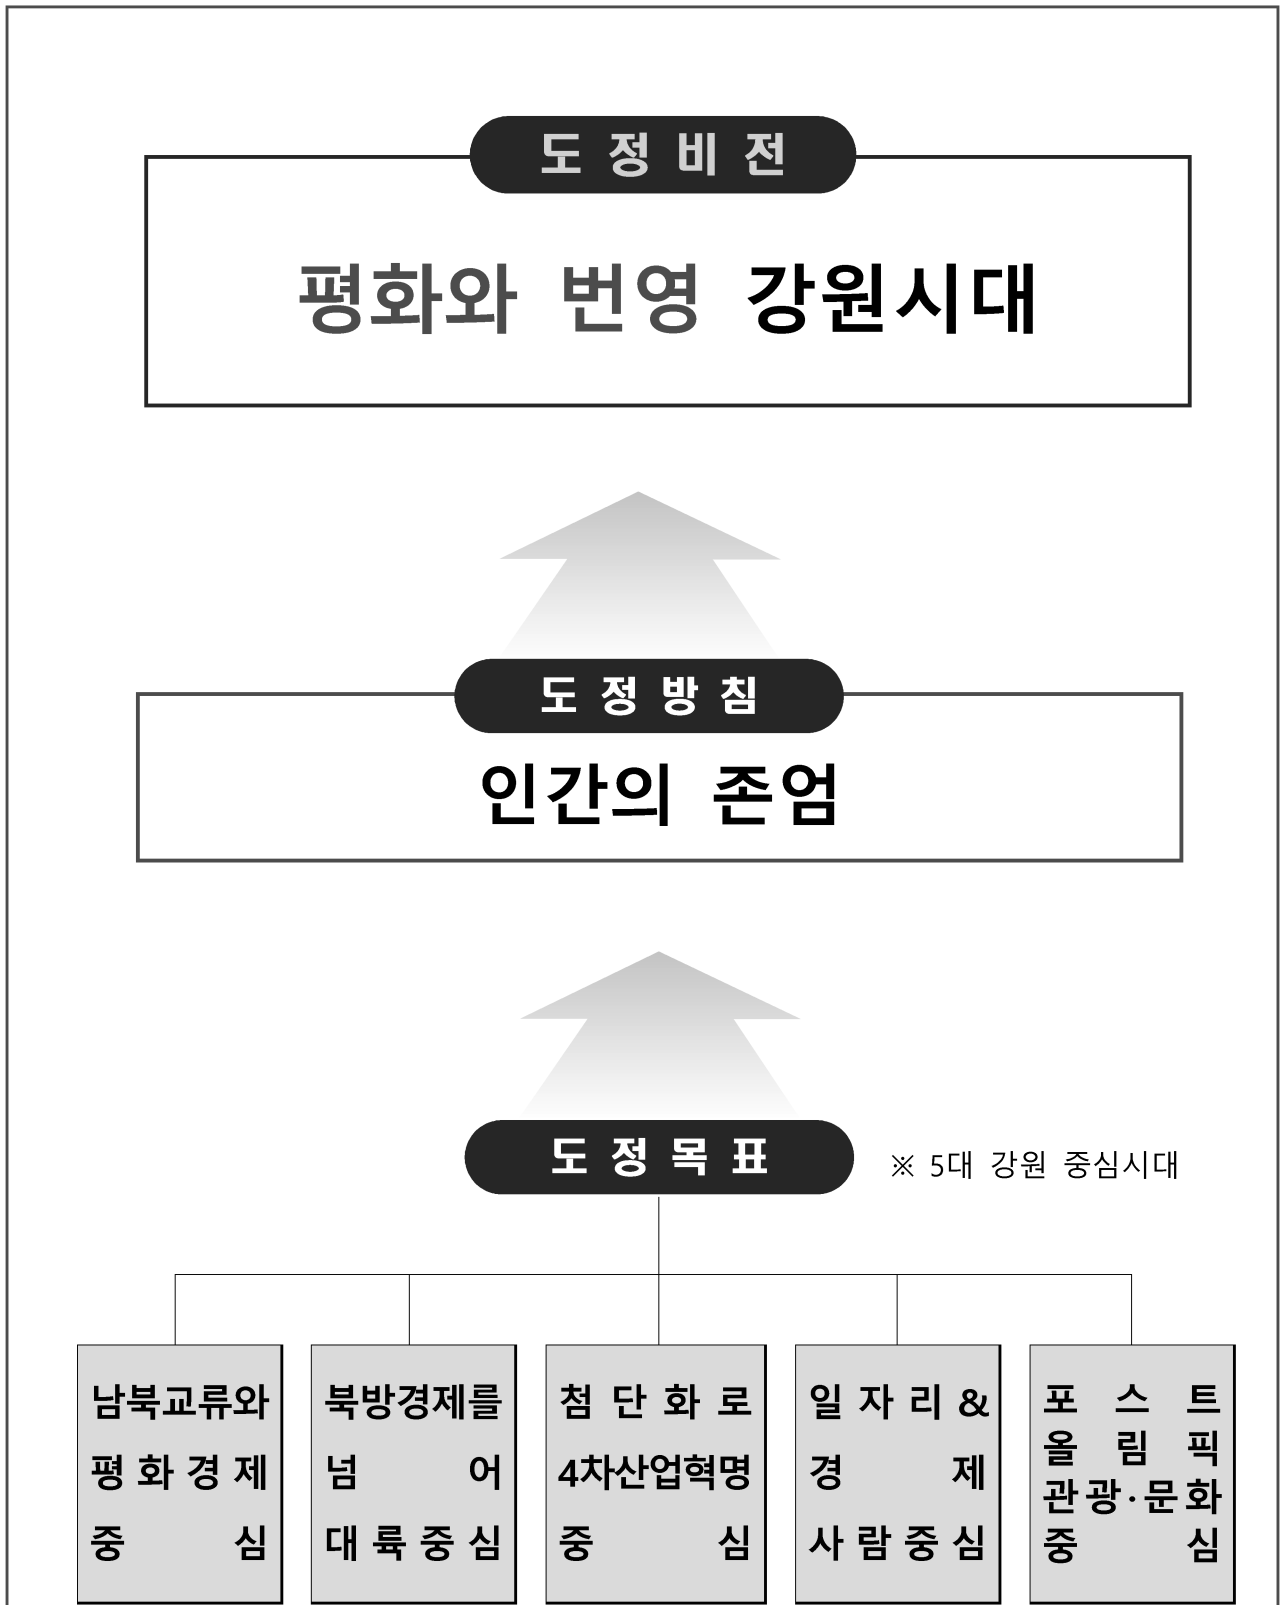 도정비전
평화와 번영 강원시대
도정방침
인간의 존엄
도정목표
※ 5대 강원 중심시대
남북교류와
평화경제
중심
북방경제를
넘어
대륙중심
첨단화로
4차산업혁명
중심
일자리&
경제
사람중심
포스트
올림픽
관광·문화
중심